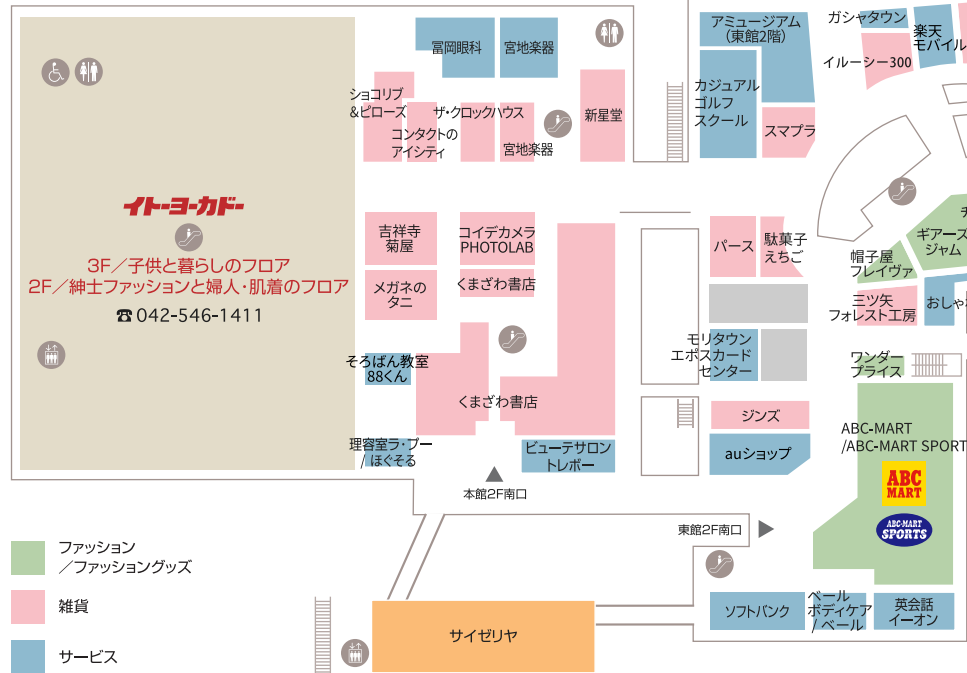 冨岡眼科
宮地楽器
ショコリブ
&ピローズ
コンタクトの
アイシティ
ザ・クロックハウス
宮地楽器
新星堂
アミュージアム
(東館2階)
カジュアル
ゴルフ
スクール
スマプラ
ガシャタウン
イルーシー300
楽天
モバイル
イトーヨーカドー
3F／子供と暮らしのフロア
2F／紳士ファッションと婦人・肌着のフロア
☎042-546-1411
吉祥寺
菊屋
コイデカメラ
PHOTOLAB
くまざわ書店
メガネの
タニ
そろばん教室
88くん
くまざわ書店
理容室ラ・プー
/ ほぐそる
ビューテサロン
トレボー
本館2F南口
パース
駄菓子
えちご
モリタウン
エポスカード
センター
ジンズ
auショップ
帽子屋
フレイヴァ
ギアーズ
ジャム
三ツ矢
フォレスト工房
おしゃ
ワンダー
プライス
ABC-MART
/ABC-MART SPORT
ABC
MART
ABC-MART
SPORTS
東館2F南口
ソフトバンク
ベール
ボディケア
/ ベール
英会話
イーオン
サイゼリヤ
ファッション
／ファッショングッズ
雑貨
サービス